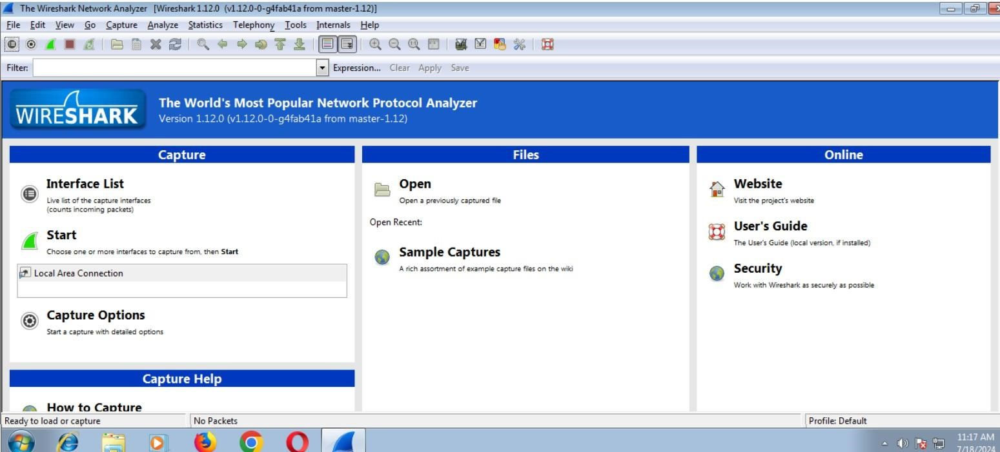 The Wireshark Network Analyzer [Wireshark 1.12.0 (v1.12.0-0-g4fab41a from master-1.12)]
File Edit View Go Capture Analyze Statistics Telephony Tools Internals Help
Filter: Expression... Clear Apply Save
WIRESHARK
The World's Most Popular Network Protocol Analyzer
Version 1.12.0 (v1.12.0-0-g4fab41a from master-1.12)
Capture
Interface List
Live list of the capture interfaces
(counts incoming packets)
Start
Choose one or more interfaces to capture from, then Start
Local Area Connection
Capture Options
Start a capture with detailed options
Capture Help
How to Capture
Files
Open
Open a previously captured file
Open Recent:
Sample Captures
A rich assortment of example capture files on the wiki
Online
Website
Visit the project's website
User's Guide
The User's Guide (local version, if installed)
Security
Work with Wireshark as securely as possible
Ready to load or capture No Packets Profile: Default
11:17 AM
7/18/2024